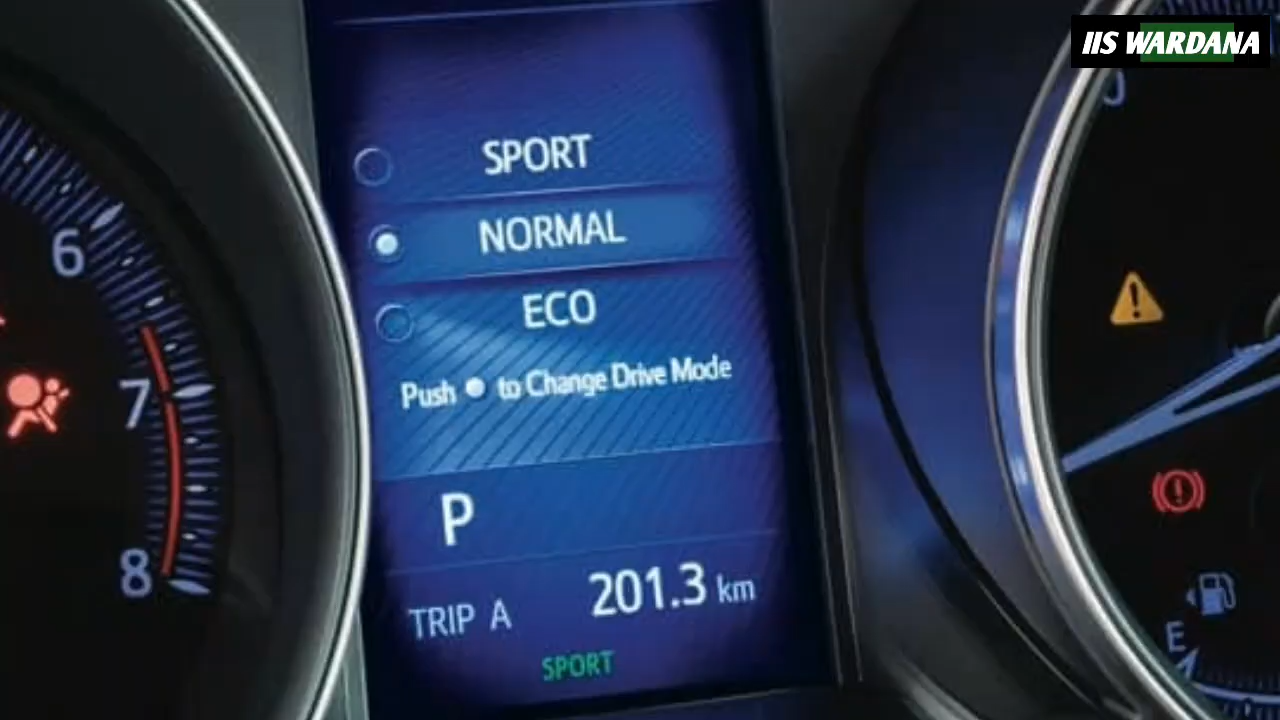 IIS WARDANA
SPORT
NORMAL
ECO
Push to Change Drive Mode
P
TRIP A 201.3 km
SPORT
6
7
8
E